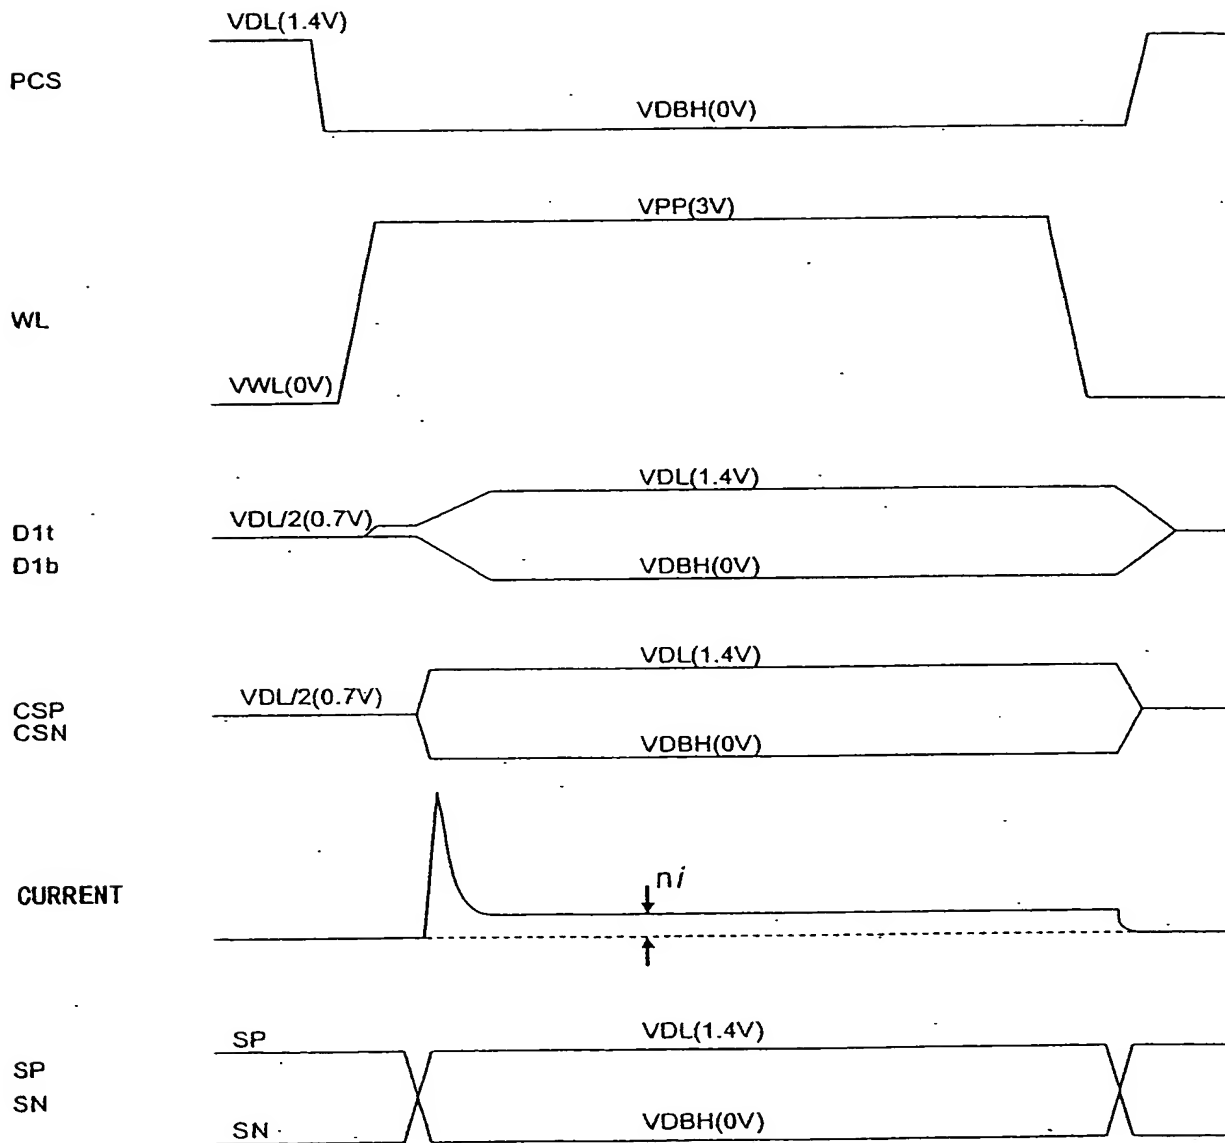 VDL(1.4V)
PCS
VDBH(0V)
VPP(3V)
WL
VWL(0V)
VDL(1.4V)
VDL/2(0.7V)
D1t
D1b
VDBH(0V)
VDL(1.4V)
VDL/2(0.7V)
CSP
CSN
VDBH(0V)
ni
CURRENT
SP
VDL(1.4V)
SP
SN
SN
VDBH(0V)